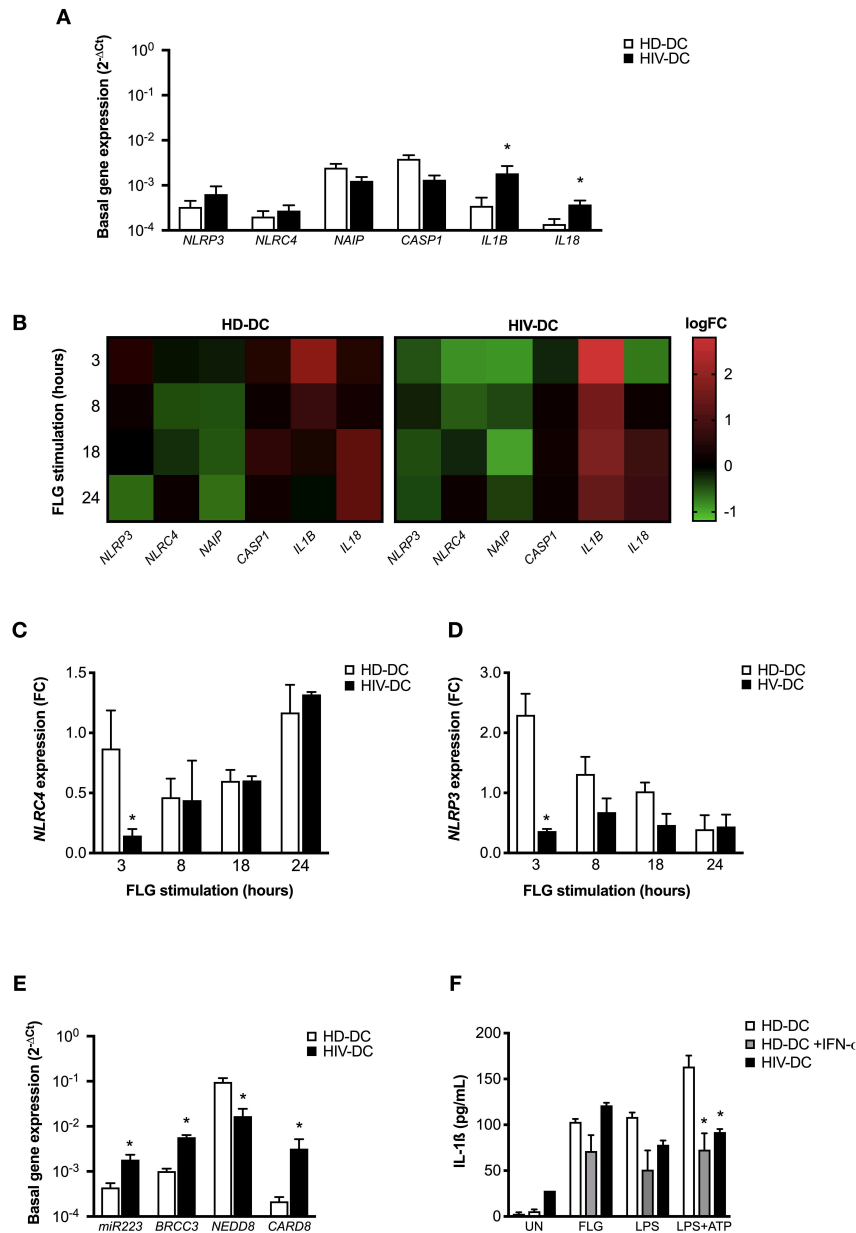 A
Basal gene expression (2-ΔCt)
100
10-1
10-2
10-3
10-4
* *
NLRP3 NLRC4 NAIP CASP1 IL1B IL18
HD-DC
HIV-DC
B
HD-DC HIV-DC logFC
FLG stimulation (hours)
3
8
18
24
NLRP3 NLRC4 NAIP CASP1 IL1B IL18
NLRP3 NLRC4 NAIP CASP1 IL1B IL18
2
1
0
-1
C
NLRC4 expression (FC)
1.5
1.0
0.5
0.0
*
3 8 18 24
FLG stimulation (hours)
HD-DC
HIV-DC
D
NLRP3 expression (FC)
3.0
2.0
1.0
0.0
*
3 8 18 24
FLG stimulation (hours)
HD-DC
HV-DC
E
Basal gene expression (2-ΔCt)
100
10-1
10-2
10-3
10-4
* * * *
miR223 BRCC3 NEDD8 CARD8
HD-DC
HIV-DC
F
IL-1ß (pg/mL)
200
150
100
50
0
* *
UN FLG LPS LPS+ATP
HD-DC
HD-DC +IFN-
HIV-DC